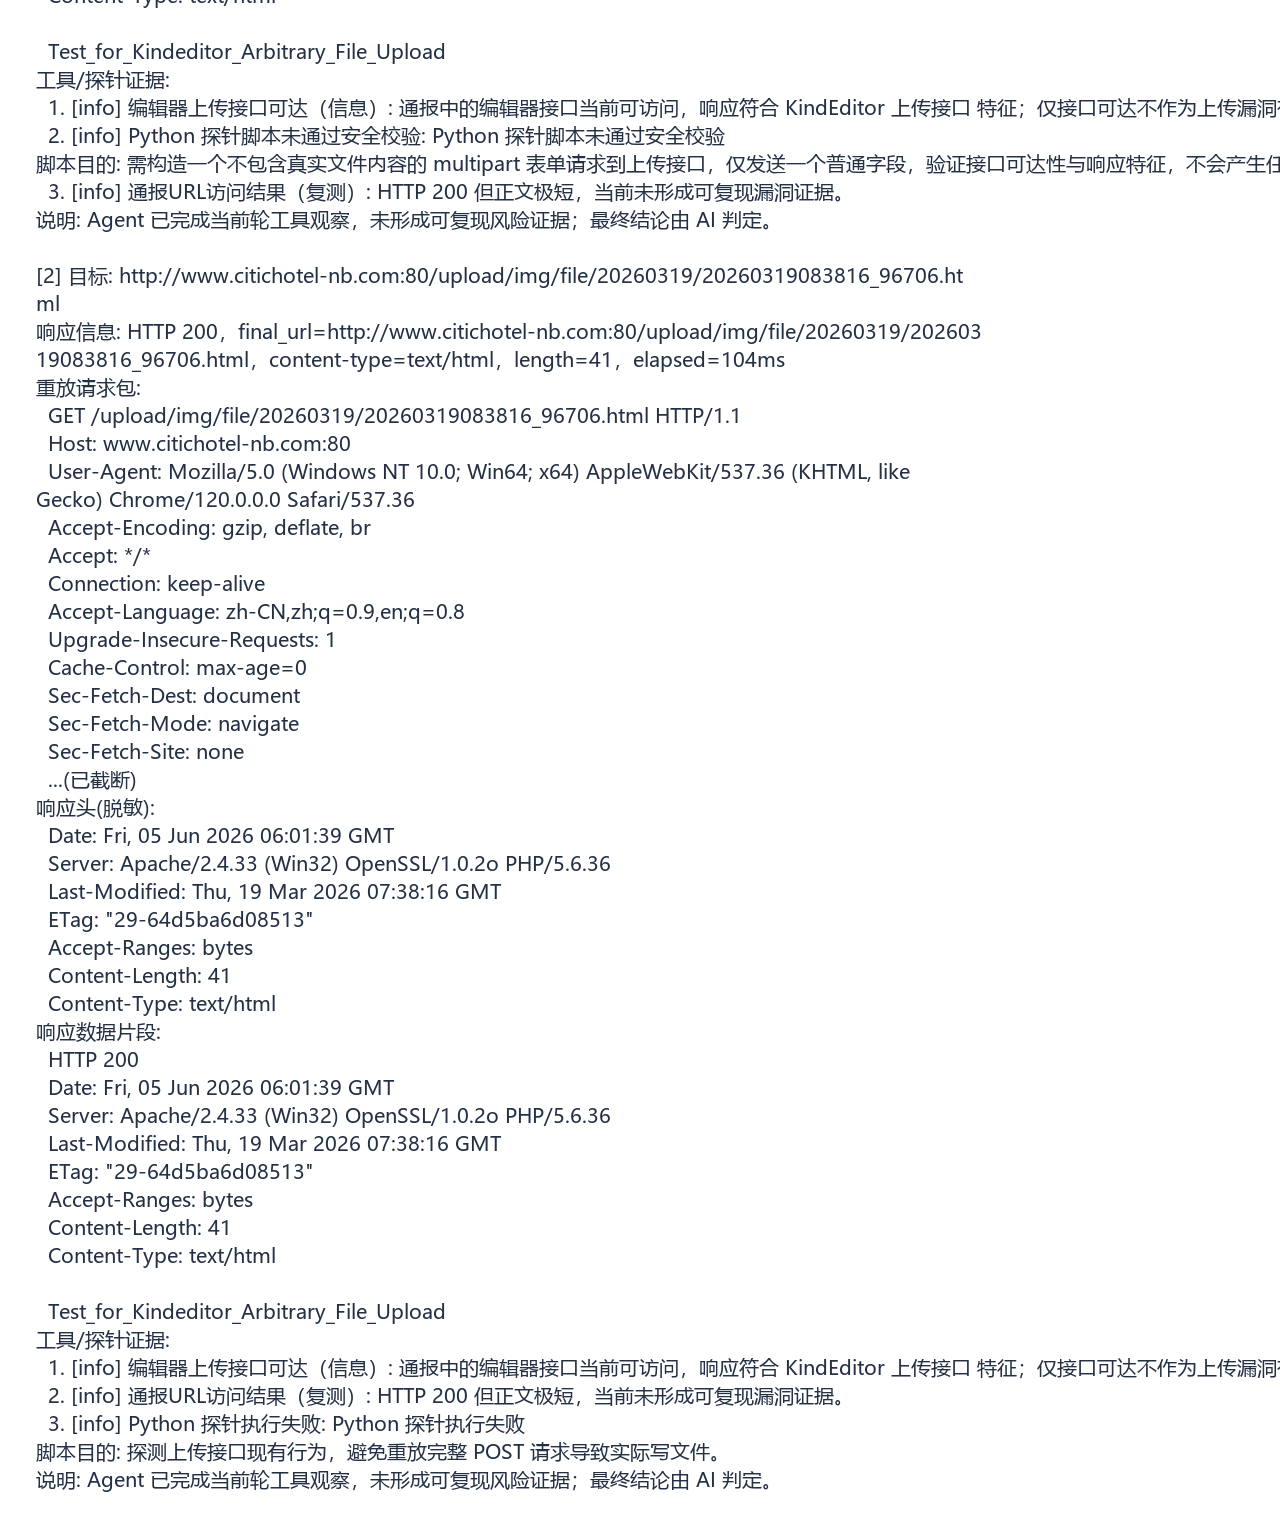 Content-Type: text/html
Test_for_Kindeditor_Arbitrary_File_Upload
工具/探针证据:
1. [info] 编辑器上传接口可达（信息）: 通报中的编辑器接口当前可访问，响应符合 KindEditor 上传接口 特征；仅接口可达不作为上传漏洞
2. [info] Python 探针脚本未通过安全校验: Python 探针脚本未通过安全校验
脚本目的: 需构造一个不包含真实文件内容的 multipart 表单请求到上传接口，仅发送一个普通字段，验证接口可达性与响应特征，不会产生任
3. [info] 通报URL访问结果（复测）: HTTP 200 但正文极短，当前未形成可复现漏洞证据。
说明: Agent 已完成当前轮工具观察，未形成可复现风险证据；最终结论由 AI 判定。
[2] 目标: http://www.citichotel-nb.com:80/upload/img/file/20260319/20260319083816_96706.ht
ml
响应信息: HTTP 200，final_url=http://www.citichotel-nb.com:80/upload/img/file/20260319/202603
19083816_96706.html，content-type=text/html，length=41，elapsed=104ms
重放请求包:
GET /upload/img/file/20260319/20260319083816_96706.html HTTP/1.1
Host: www.citichotel-nb.com:80
User-Agent: Mozilla/5.0 (Windows NT 10.0; Win64; x64) AppleWebKit/537.36 (KHTML, like
Gecko) Chrome/120.0.0.0 Safari/537.36
Accept-Encoding: gzip, deflate, br
Accept: */*
Connection: keep-alive
Accept-Language: zh-CN,zh;q=0.9,en;q=0.8
Upgrade-Insecure-Requests: 1
Cache-Control: max-age=0
Sec-Fetch-Dest: document
Sec-Fetch-Mode: navigate
Sec-Fetch-Site: none
...(已截断)
响应头(脱敏):
Date: Fri, 05 Jun 2026 06:01:39 GMT
Server: Apache/2.4.33 (Win32) OpenSSL/1.0.2o PHP/5.6.36
Last-Modified: Thu, 19 Mar 2026 07:38:16 GMT
ETag: "29-64d5ba6d08513"
Accept-Ranges: bytes
Content-Length: 41
Content-Type: text/html
响应数据片段:
HTTP 200
Date: Fri, 05 Jun 2026 06:01:39 GMT
Server: Apache/2.4.33 (Win32) OpenSSL/1.0.2o PHP/5.6.36
Last-Modified: Thu, 19 Mar 2026 07:38:16 GMT
ETag: "29-64d5ba6d08513"
Accept-Ranges: bytes
Content-Length: 41
Content-Type: text/html
Test_for_Kindeditor_Arbitrary_File_Upload
工具/探针证据:
1. [info] 编辑器上传接口可达（信息）: 通报中的编辑器接口当前可访问，响应符合 KindEditor 上传接口 特征；仅接口可达不作为上传漏洞
2. [info] 通报URL访问结果（复测）: HTTP 200 但正文极短，当前未形成可复现漏洞证据。
3. [info] Python 探针执行失败: Python 探针执行失败
脚本目的: 探测上传接口现有行为，避免重放完整 POST 请求导致实际写文件。
说明: Agent 已完成当前轮工具观察，未形成可复现风险证据；最终结论由 AI 判定。